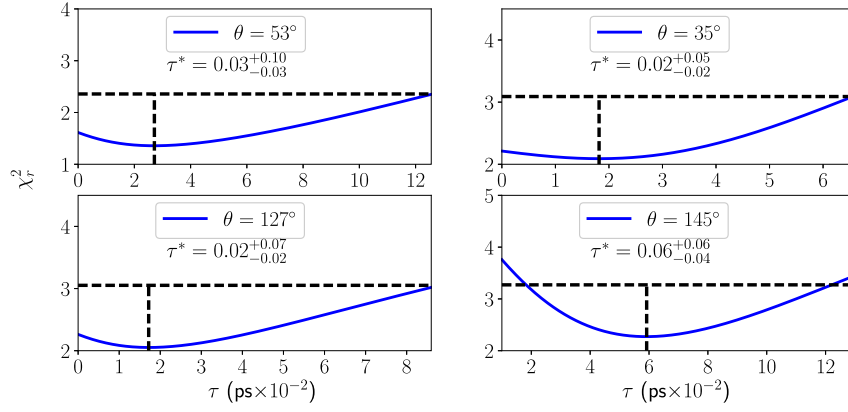 θ = 53°
τ* = 0.03 +0.10 −0.03
4
3
2
1
0 2 4 6 8 10 12
θ = 35°
τ* = 0.02 +0.05 −0.02
4
3
2
0 1 2 3 4 5 6
χ²ᵣ
θ = 127°
τ* = 0.02 +0.07 −0.02
4
3
2
0 1 2 3 4 5 6 7 8
τ (ps×10⁻²)
θ = 145°
τ* = 0.06 +0.06 −0.04
5
4
3
2
2 4 6 8 10 12
τ (ps×10⁻²)